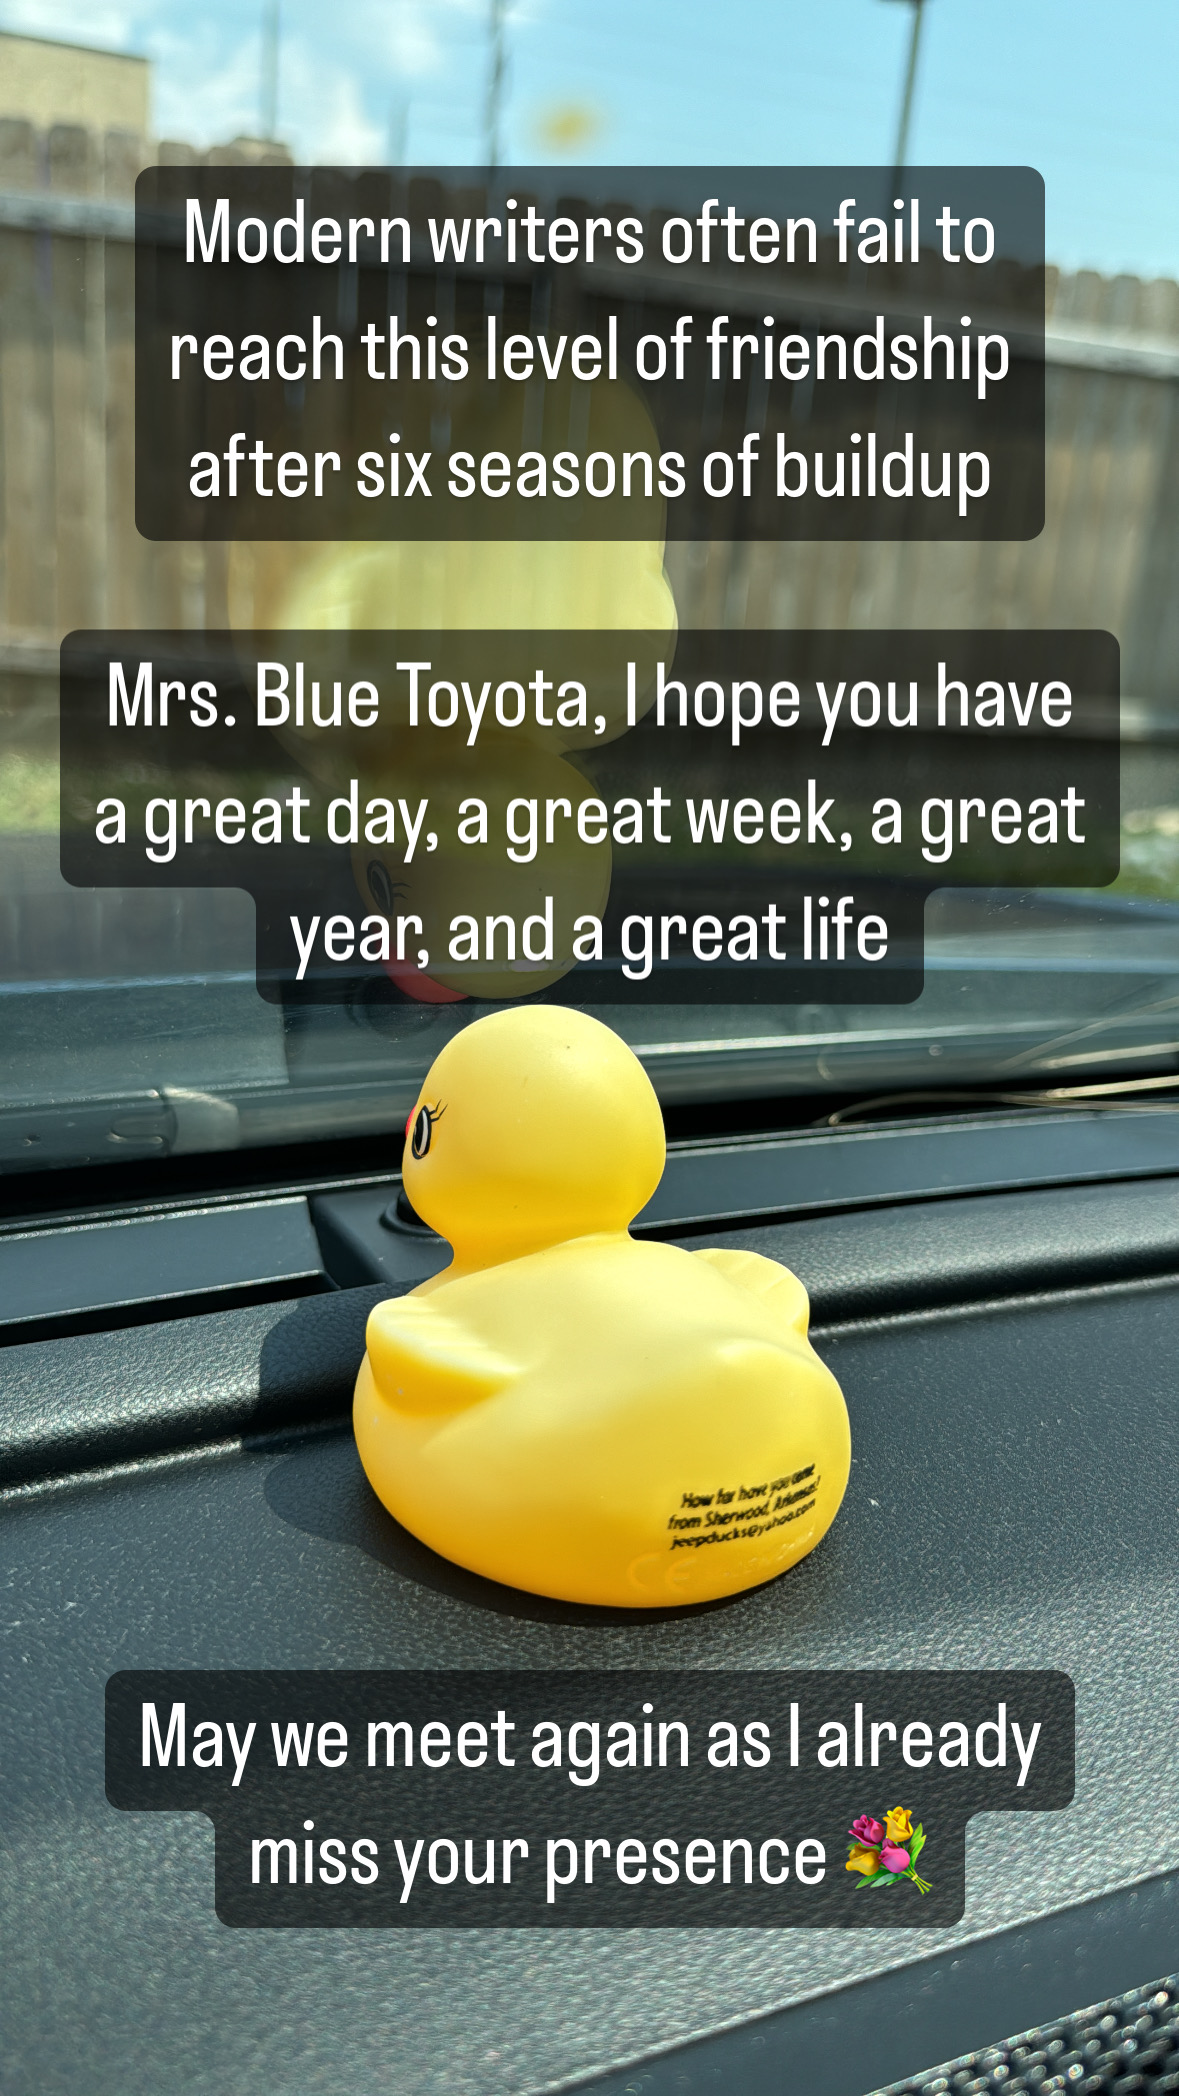 Modern writers often fail to
reach this level of friendship
after six seasons of buildup
Mrs. Blue Toyota, I hope you have
a great day, a great week, a great
year, and a great life
How far have you come
from Sherwood, Arkansas?
jeepducks@yahoo.com
CE
May we meet again as I already
miss your presence 💐